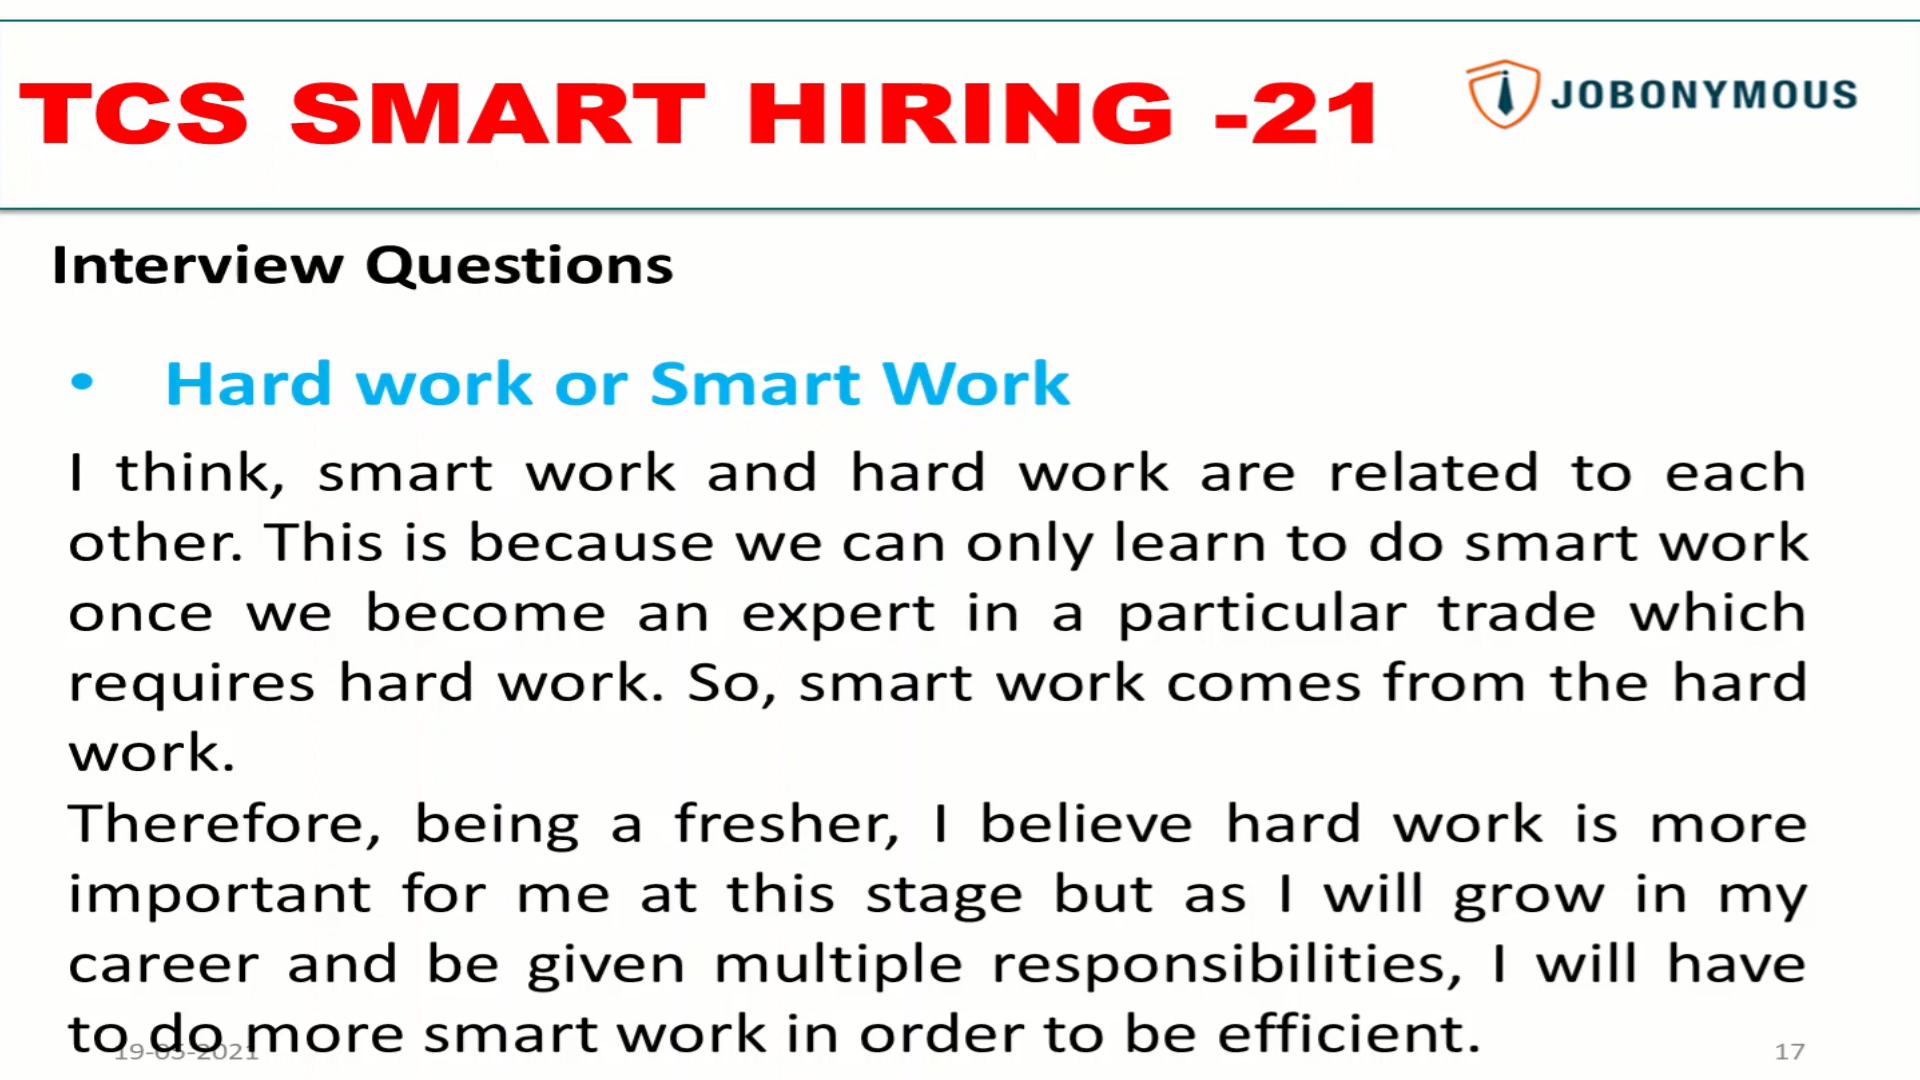 TCS SMART HIRING -21
JOBONYMOUS
Interview Questions
• Hard work or Smart Work
I think, smart work and hard work are related to each
other. This is because we can only learn to do smart work
once we become an expert in a particular trade which
requires hard work. So, smart work comes from the hard
work.
Therefore, being a fresher, I believe hard work is more
important for me at this stage but as I will grow in my
career and be given multiple responsibilities, I will have
to do more smart work in order to be efficient.
19-05-2021
17